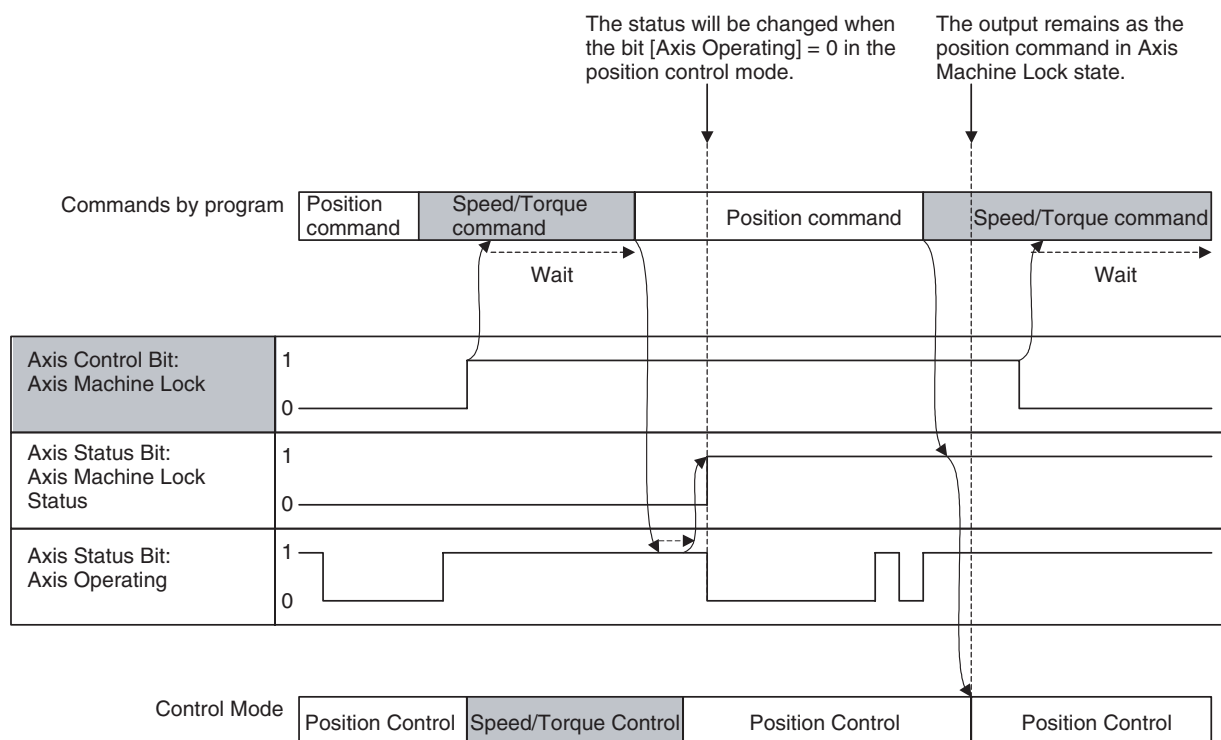 The status will be changed when
the bit [Axis Operating] = 0 in the
position control mode.
The output remains as the
position command in Axis
Machine Lock state.
Commands by program
Position
command
Speed/Torque
command
Position command
Speed/Torque command
Wait
Wait
Axis Control Bit:
Axis Machine Lock
1
0
Axis Status Bit:
Axis Machine Lock
Status
1
0
Axis Status Bit:
Axis Operating
1
0
Control Mode
Position Control
Speed/Torque Control
Position Control
Position Control